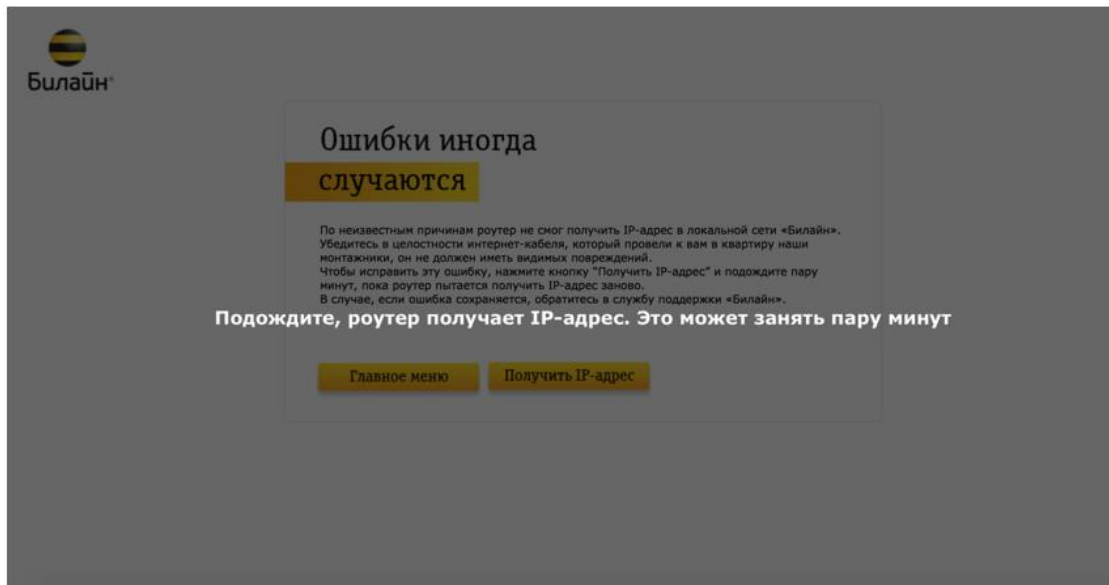 Билайн®
Ошибки иногда
случаются
По неизвестным причинам роутер не смог получить IP-адрес в локальной сети «Билайн».
Убедитесь в целостности интернет-кабеля, который провели к вам в квартиру наши
монтажники, он не должен иметь видимых повреждений.
Чтобы исправить эту ошибку, нажмите кнопку "Получить IP-адрес" и подождите пару
минут, пока роутер пытается получить IP-адрес заново.
В случае, если ошибка сохраняется, обратитесь в службу поддержки «Билайн».
Подождите, роутер получает IP-адрес. Это может занять пару минут
Главное меню Получить IP-адрес